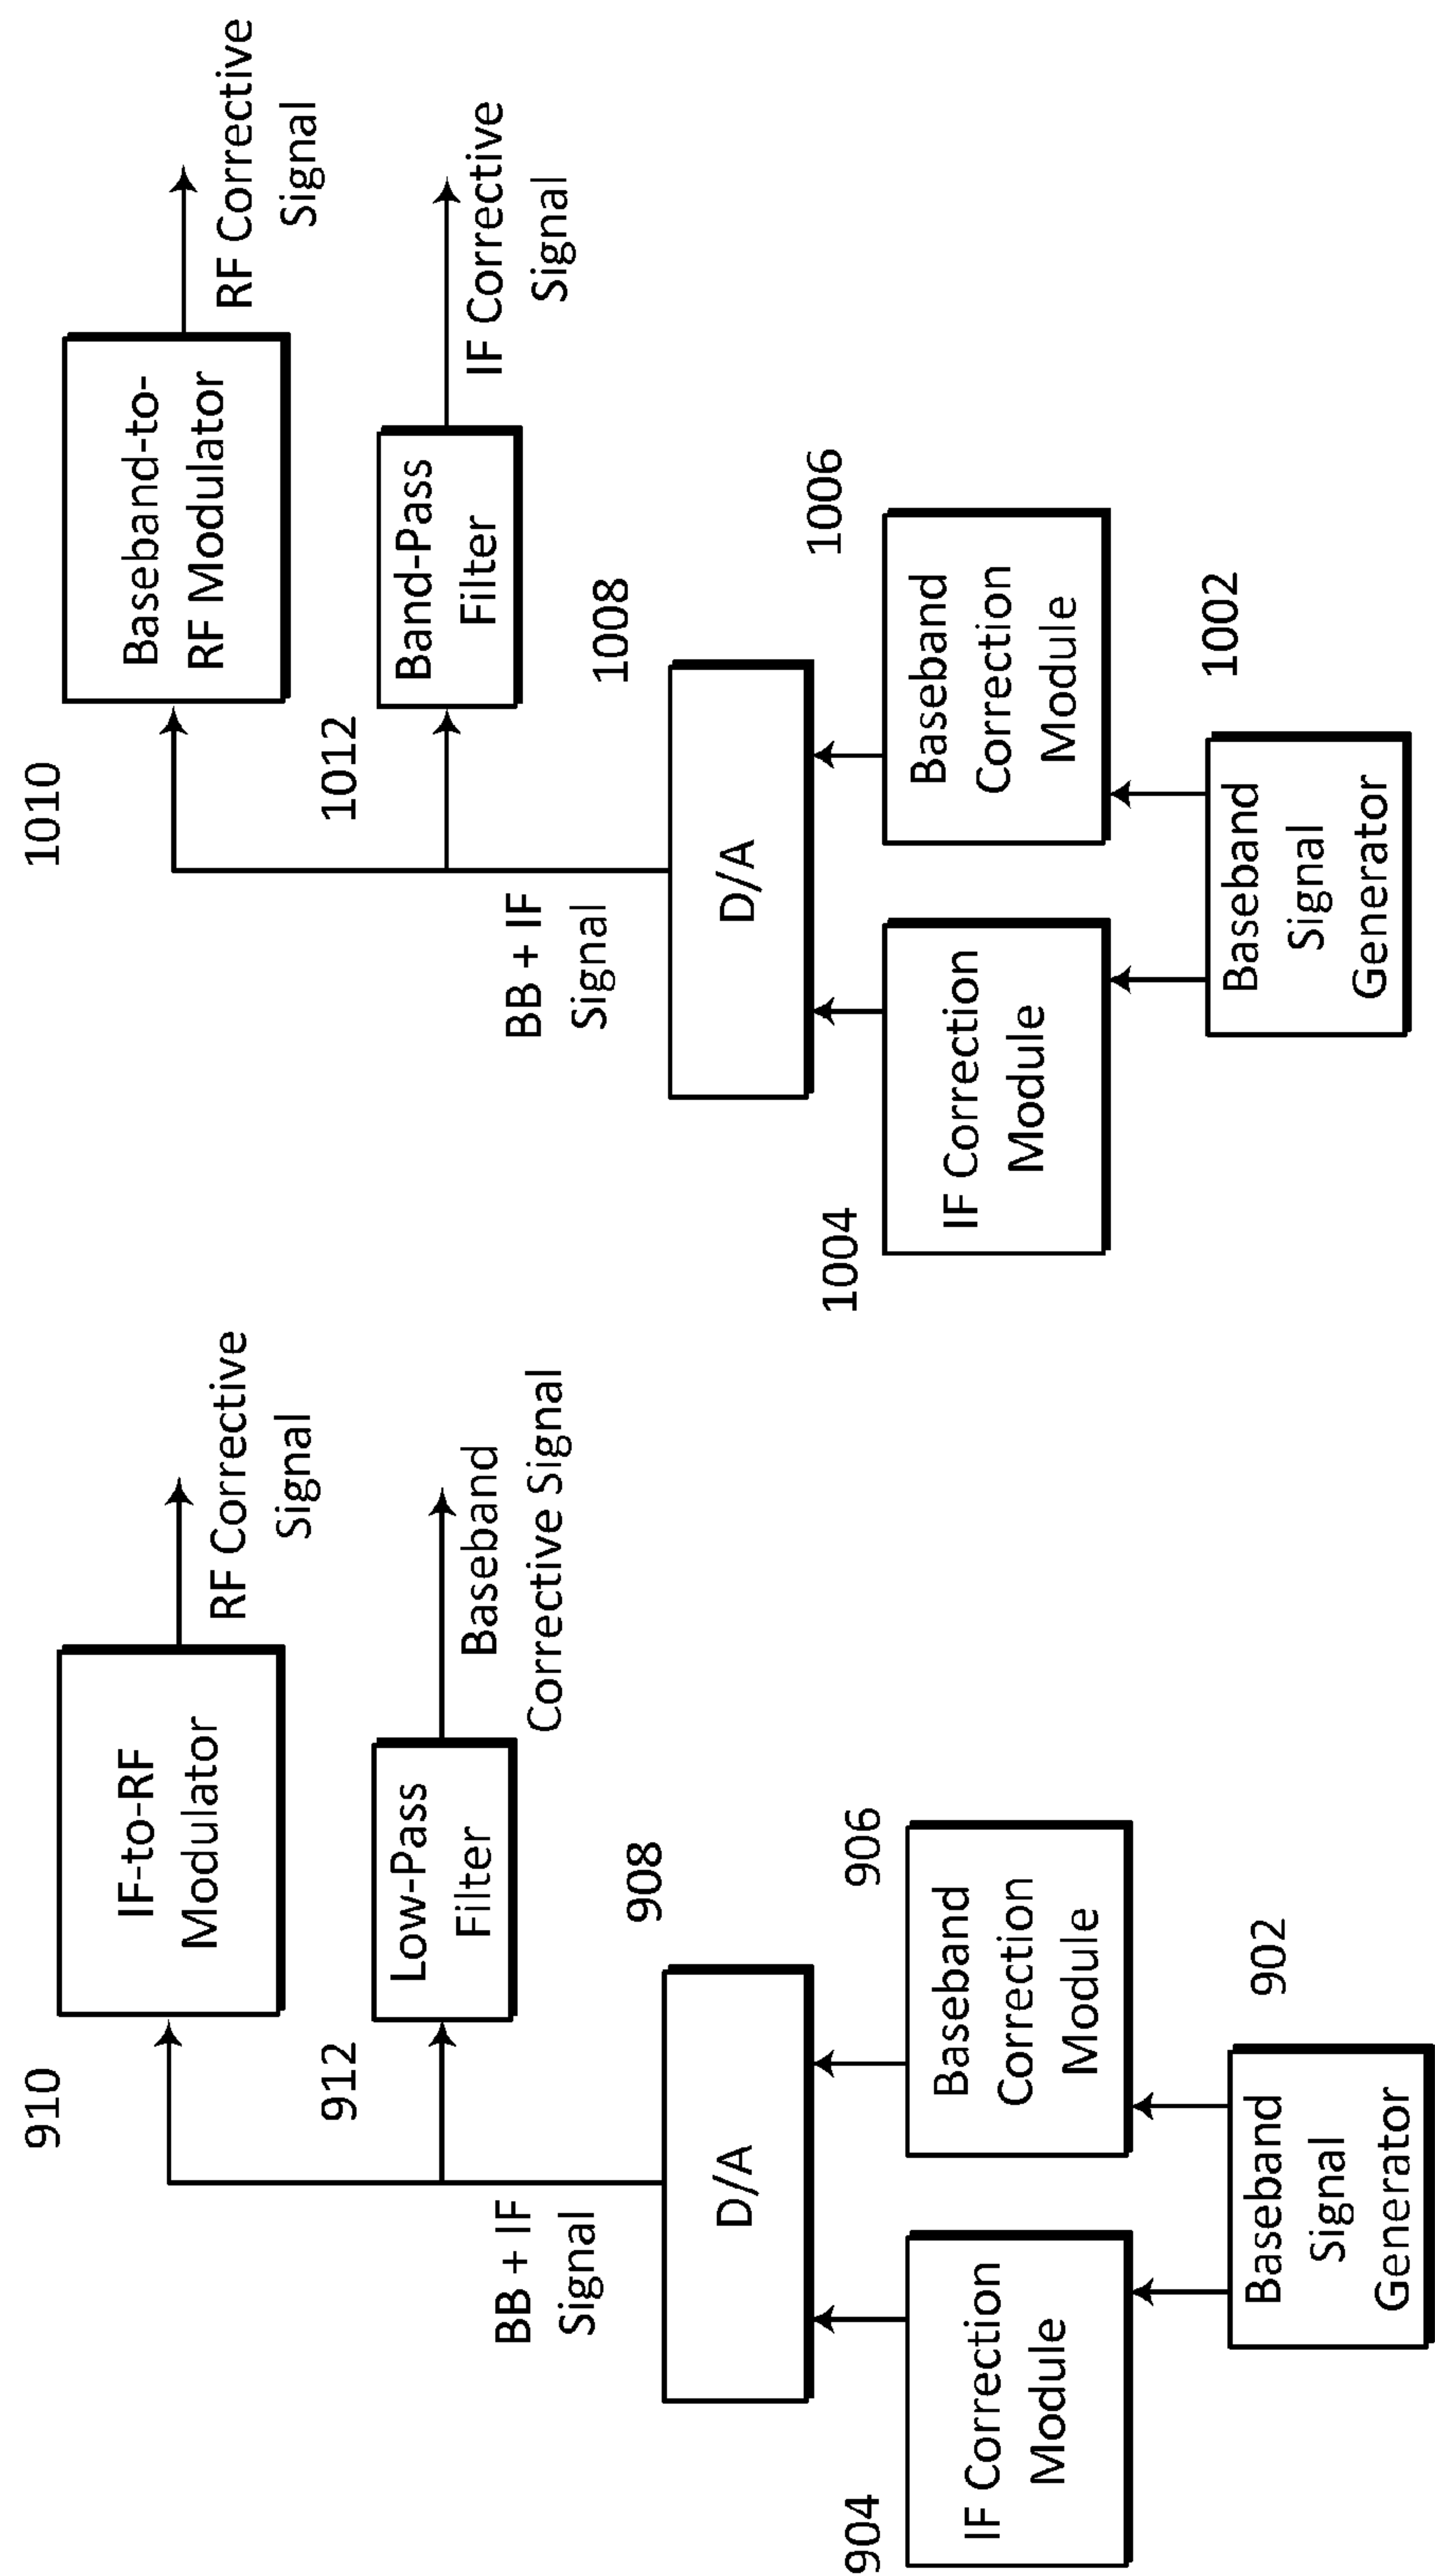 910
IF-to-RF
Modulator
RF Corrective
Signal
912
Low-Pass
Filter
Baseband
Corrective Signal
BB + IF
Signal
908
D/A
904
IF Correction
Module
906
Baseband
Correction
Module
902
Baseband
Signal
Generator
1010
Baseband-to-
RF Modulator
RF Corrective
Signal
1012
Band-Pass
Filter
IF Corrective
Signal
BB + IF
Signal
1008
D/A
1004
IF Correction
Module
1006
Baseband
Correction
Module
1002
Baseband
Signal
Generator